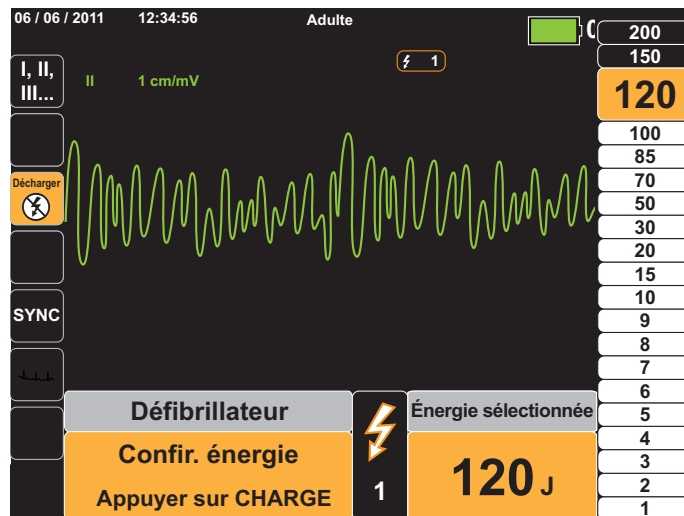 06 / 06 / 2011 12:34:56 Adulte
I, II,
III...
II 1 cm/mV
1
Décharger
SYNC
Défibrillateur
Confir. énergie
Appuyer sur CHARGE
1
Énergie sélectionnée
120 J
200
150
120
100
85
70
50
30
20
15
10
9
8
7
6
5
4
3
2
1